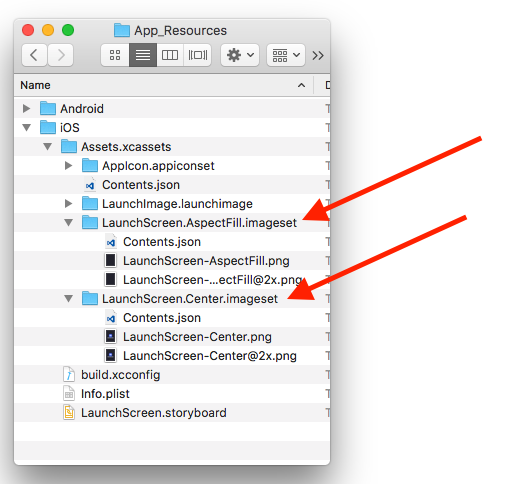 App_Resources
Name
Android
iOS
Assets.xcassets
AppIcon.appiconset
Contents.json
LaunchImage.launchimage
LaunchScreen.AspectFill.imageset
Contents.json
LaunchScreen-AspectFill.png
LaunchScreen-...ectFill@2x.png
LaunchScreen.Center.imageset
Contents.json
LaunchScreen-Center.png
LaunchScreen-Center@2x.png
build.xcconfig
Info.plist
LaunchScreen.storyboard